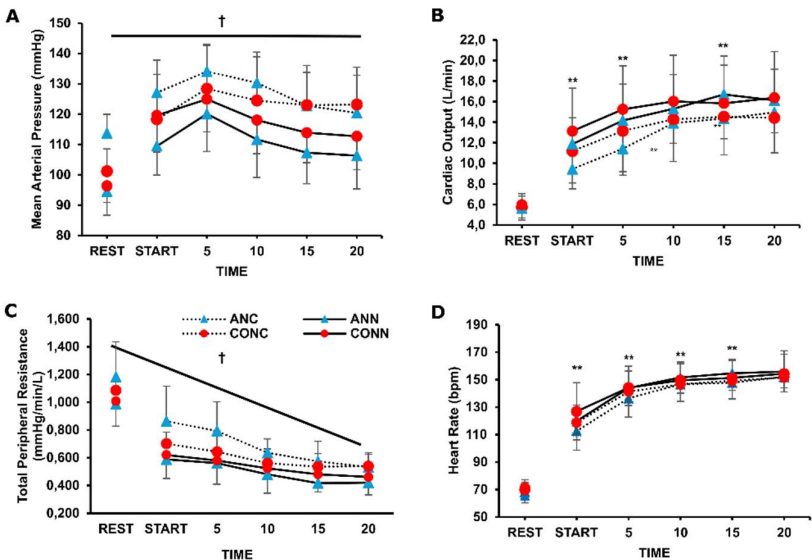 A
†
Mean Arterial Pressure (mmHg)
150
140
130
120
110
100
90
80
REST START 5 10 15 20
TIME
B
** ** **
**
Cardiac Output (L/min)
22,0
20,0
18,0
16,0
14,0
12,0
10,0
8,0
6,0
4,0
REST START 5 10 15 20
TIME
C
ANC ANN
CONC CONN
†
Total Peripheral Resistance
(mmHg/min/L)
1,600
1,400
1,200
1,000
0,800
0,600
0,400
0,200
REST START 5 10 15 20
TIME
D
** ** ** **
Heart Rate (bpm)
190
170
150
130
110
90
70
50
REST START 5 10 15 20
TIME